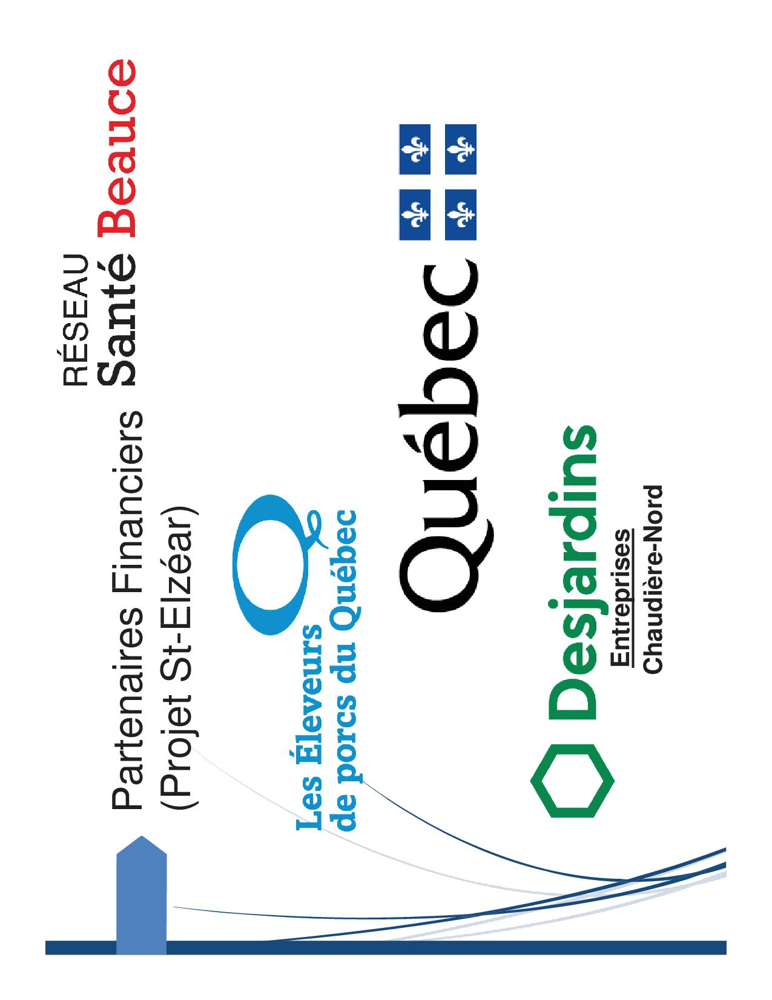 RÉSEAU
Santé Beauce
Partenaires Financiers
(Projet St-Elzéar)
Les Éleveurs
de porcs du Québec
Québec
Desjardins
Entreprises
Chaudière-Nord